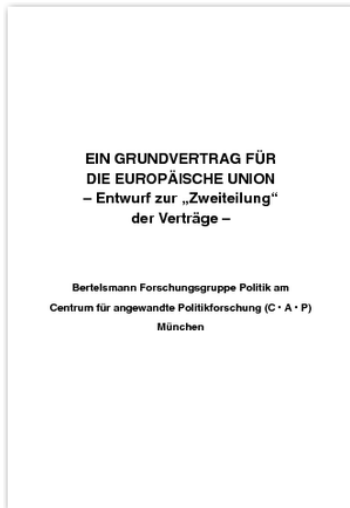 EIN GRUNDVERTRAG FÜR
DIE EUROPÄISCHE UNION
– Entwurf zur „Zweiteilung“
der Verträge –
Bertelsmann Forschungsgruppe Politik am
Centrum für angewandte Politikforschung (C • A • P)
München